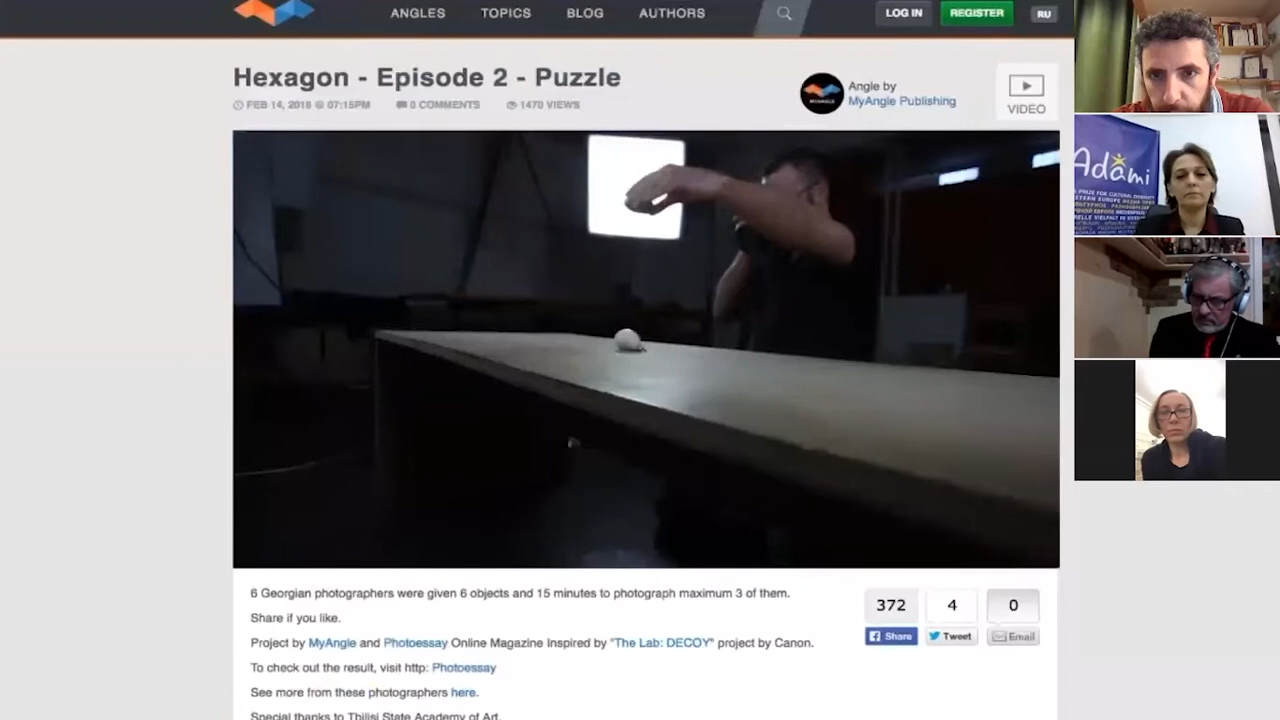 ANGLES TOPICS BLOG AUTHORS LOG IN REGISTER RU
Hexagon - Episode 2 - Puzzle
FEB 14, 2018 @ 07:15PM 0 COMMENTS 1470 VIEWS
Angle by
MyAngle Publishing
VIDEO
6 Georgian photographers were given 6 objects and 15 minutes to photograph maximum 3 of them.
Share if you like.
Project by MyAngle and Photoessay Online Magazine Inspired by "The Lab: DECOY" project by Canon.
To check out the result, visit http: Photoessay
See more from these photographers here.
Special thanks to Tbilisi State Academy of Art.
372 4 0
Share Tweet Email
Adami
PRIZE FOR CULTURAL DIVERSITY